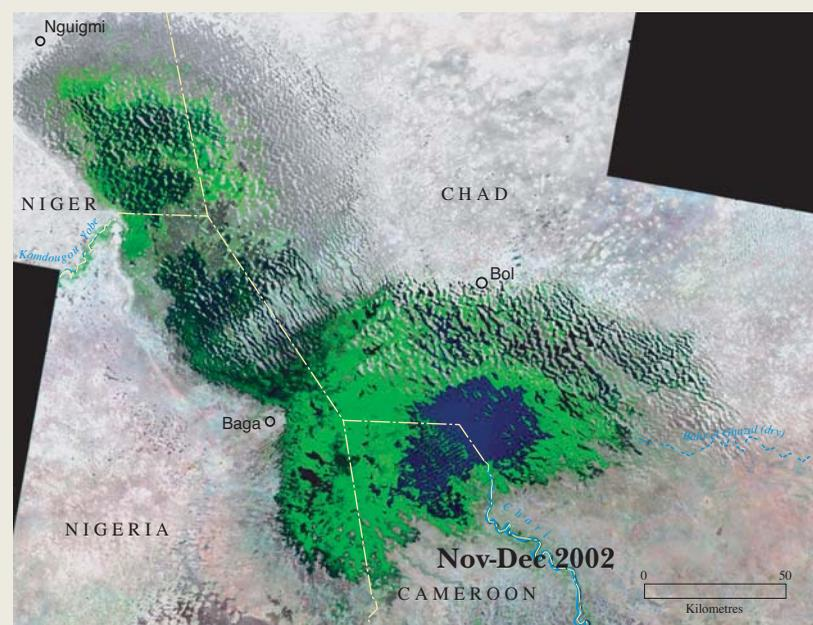 Nguigmi
CHAD
NIGER
Komdougou Yobe
Bol
Baga
Bahr el Ghazal (dry)
NIGERIA
Chari
Nov-Dec 2002
CAMEROON
0 50
Kilometres